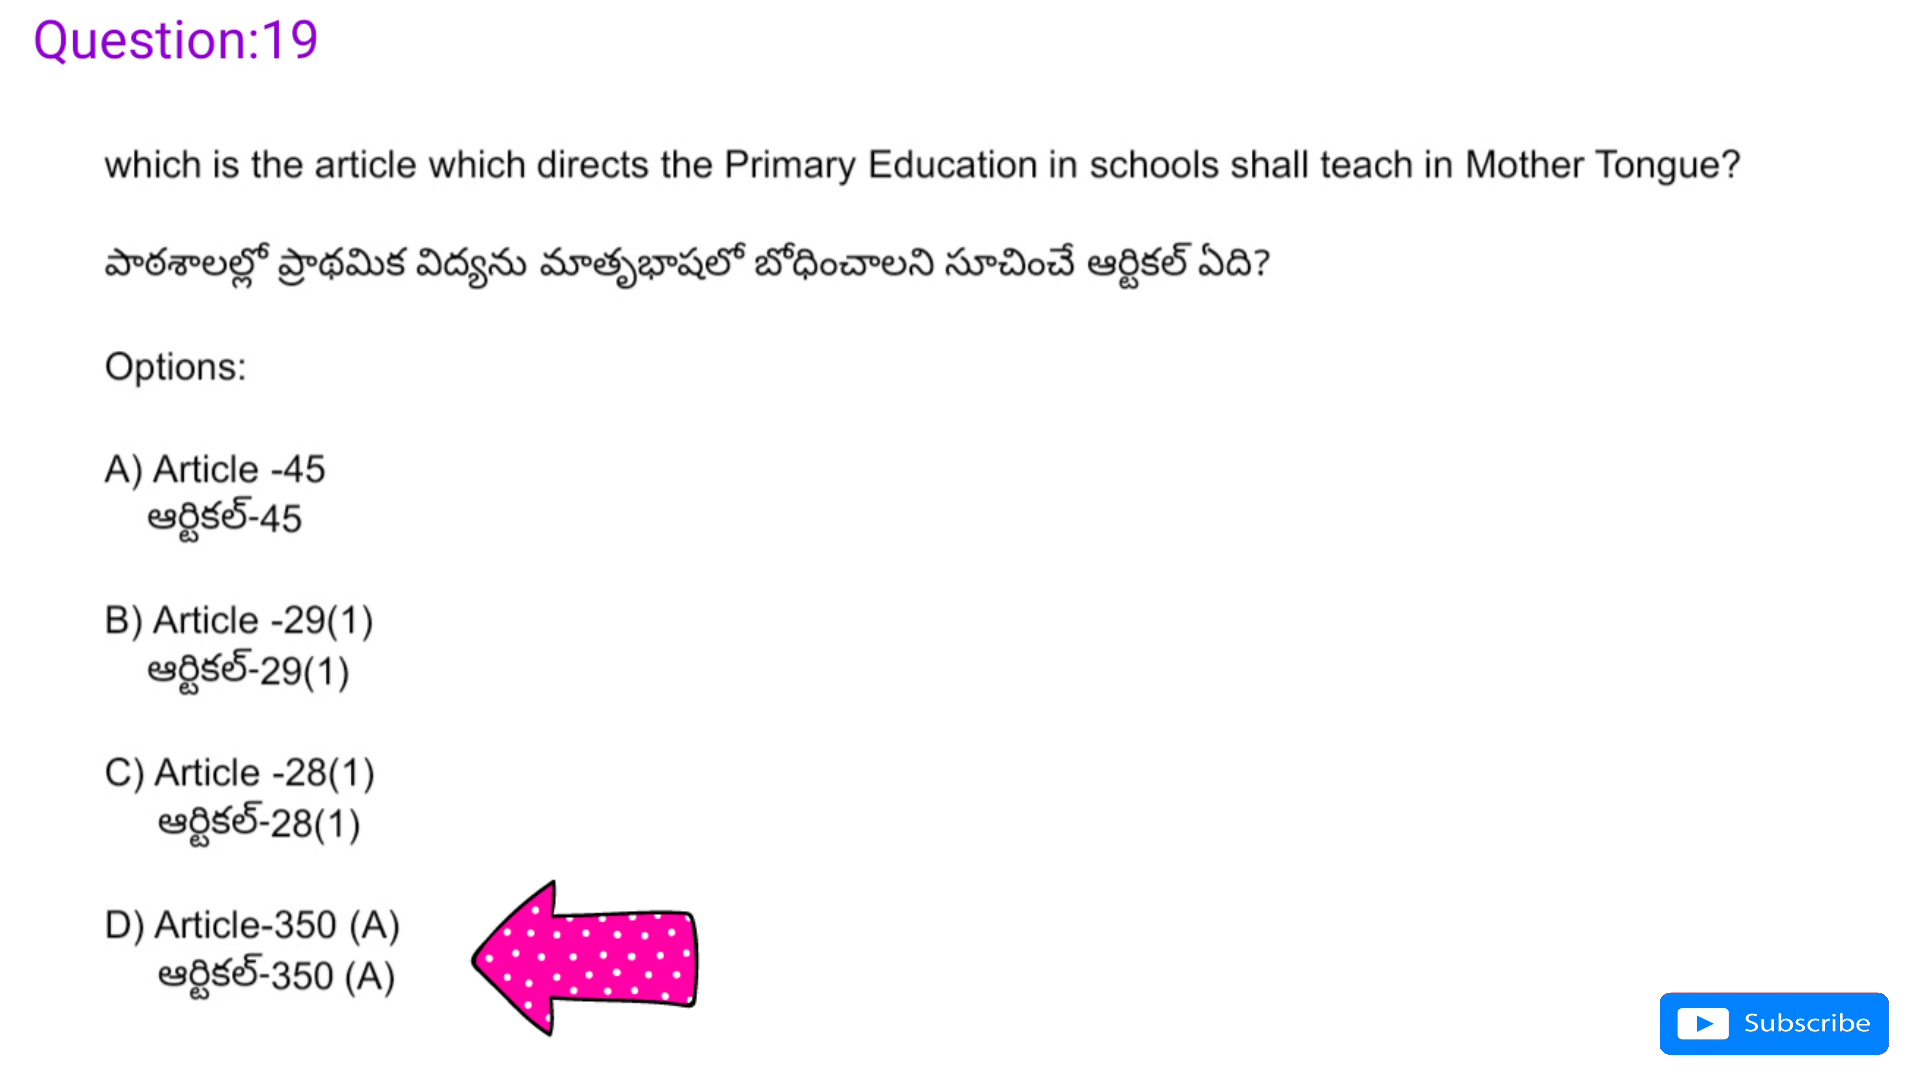 Question:19
which is the article which directs the Primary Education in schools shall teach in Mother Tongue?
పాఠశాలల్లో ప్రాథమిక విద్యను మాతృభాషలో బోధించాలని సూచించే ఆర్టికల్ ఏది?
Options:
A) Article -45
ఆర్టికల్-45
B) Article -29(1)
ఆర్టికల్-29(1)
C) Article -28(1)
ఆర్టికల్-28(1)
D) Article-350 (A)
ఆర్టికల్-350 (A)
Subscribe